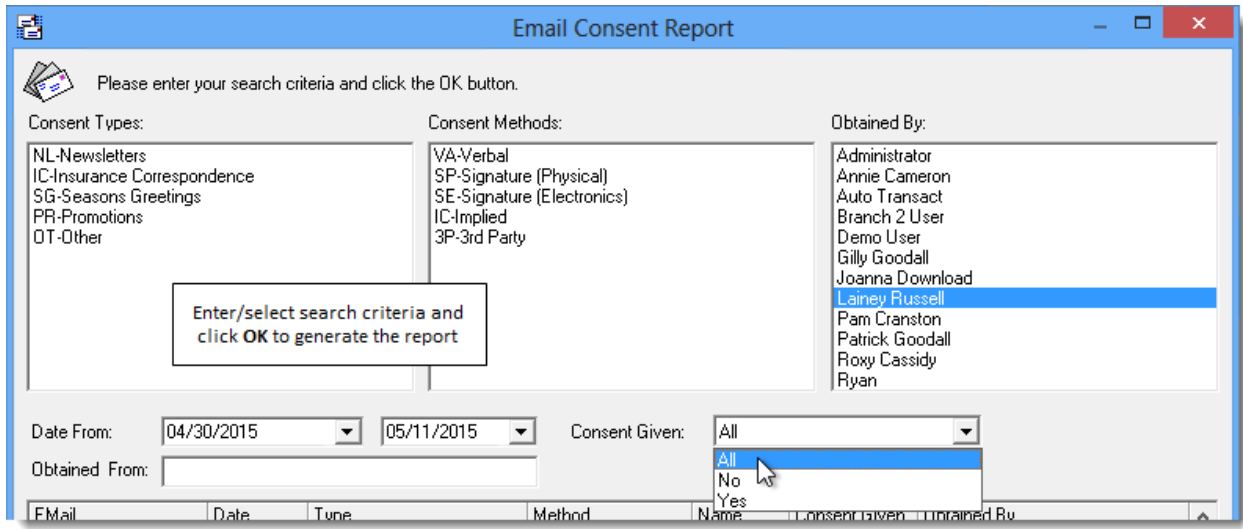 Email Consent Report
Please enter your search criteria and click the OK button.
Consent Types:
NL-Newsletters
IC-Insurance Correspondence
SG-Seasons Greetings
PR-Promotions
OT-Other
Consent Methods:
VA-Verbal
SP-Signature (Physical)
SE-Signature (Electronics)
IC-Implied
3P-3rd Party
Obtained By:
Administrator
Annie Cameron
Auto Transact
Branch 2 User
Demo User
Gilly Goodall
Joanna Download
Lainey Russell
Pam Cranston
Patrick Goodall
Roxy Cassidy
Ryan
Enter/select search criteria and
click OK to generate the report
Date From: 04/30/2015 05/11/2015 Consent Given: All
All
No
Yes
Obtained From:
EMail Date Type Method Name Consent Given Obtained By